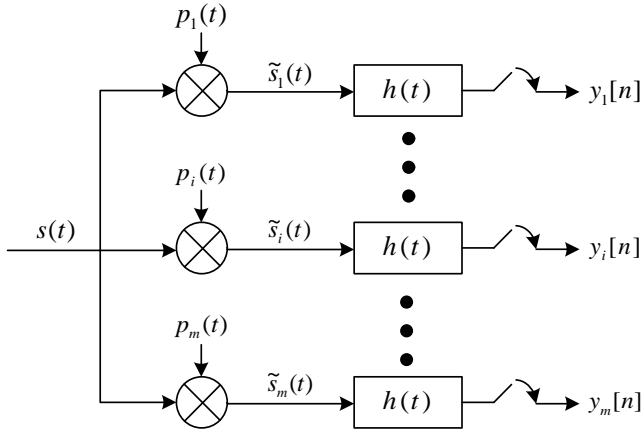 p₁(t)
s̃₁(t)
h(t)
y₁[n]
pᵢ(t)
s(t)
s̃ᵢ(t)
h(t)
yᵢ[n]
pₘ(t)
s̃ₘ(t)
h(t)
yₘ[n]